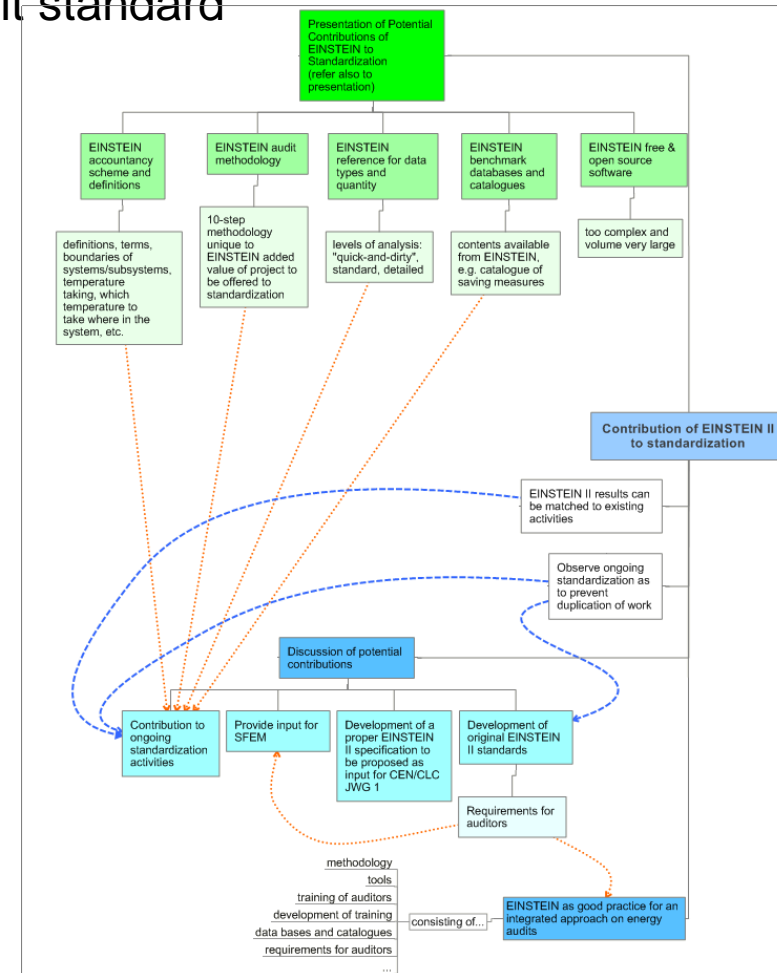 it standard
Presentation of Potential
Contributions of
EINSTEIN to
Standardization
(refer also to
presentation)
EINSTEIN
accountancy
scheme and
definitions
EINSTEIN audit
methodology
EINSTEIN
reference for data
types and
quantity
EINSTEIN
benchmark
databases and
catalogues
EINSTEIN free &
open source
software
definitions, terms,
boundaries of
systems/subsystems,
temperature
taking, which
temperature to
take where in the
system, etc.
10-step
methodology
unique to
EINSTEIN added
value of project to
be offered to
standardization
levels of analysis:
"quick-and-dirty",
standard, detailed
contents available
from EINSTEIN,
e.g. catalogue of
saving measures
too complex and
volume very large
Contribution of EINSTEIN II
to standardization
EINSTEIN II results can
be matched to existing
activities
Observe ongoing
standardization as
to prevent
duplication of work
Discussion of potential
contributions
Contribution to
ongoing
standardization
activities
Provide input for
SFEM
Development of a
proper EINSTEIN
II specification to
be proposed as
input for CEN/CLC
JWG 1
Development of
original EINSTEIN
II standards
Requirements for
auditors
methodology
tools
training of auditors
development of training
data bases and catalogues
requirements for auditors
...
consisting of...
EINSTEIN as good practice for an
integrated approach on energy
audits